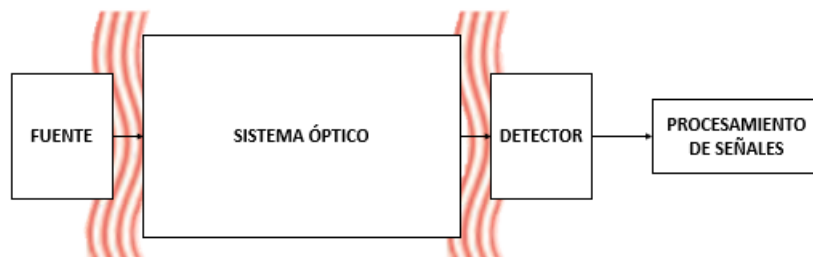 FUENTE
SISTEMA ÓPTICO
DETECTOR
PROCESAMIENTO
DE SEÑALES